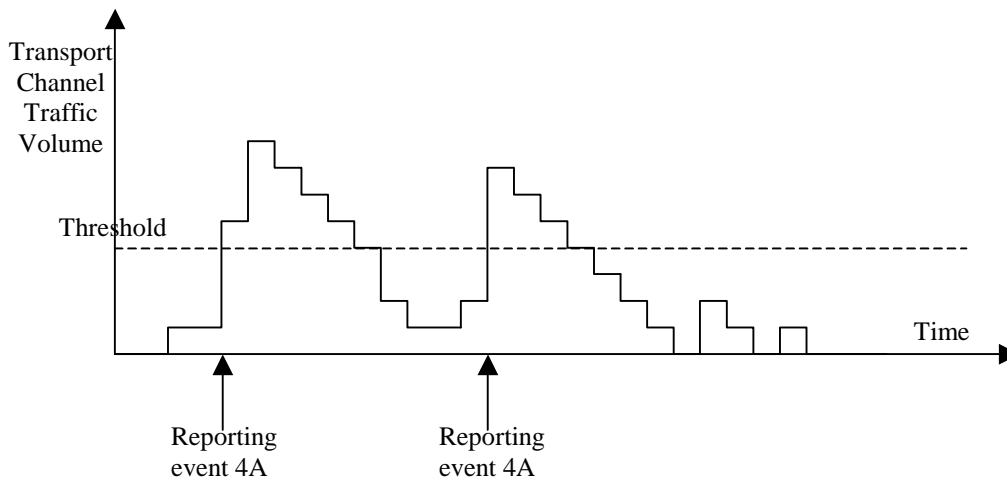 Transport
Channel
Traffic
Volume
Threshold
Time
Reporting
event 4A
Reporting
event 4A